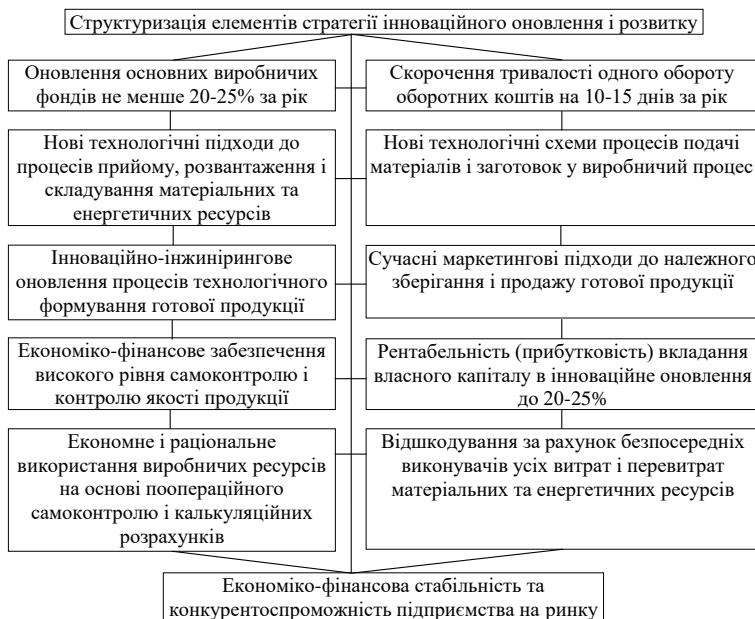 Структуризація елементів стратегії інноваційного оновлення і розвитку
Оновлення основних виробничих
фондів не менше 20-25% за рік
Скорочення тривалості одного обороту
оборотних коштів на 10-15 днів за рік
Нові технологічні підходи до
процесів прийому, розвантаження і
складування матеріальних та
енергетичних ресурсів
Нові технологічні схеми процесів подачі
матеріалів і заготовок у виробничий процес
Інноваційно-інжинірингове
оновлення процесів технологічного
формування готової продукції
Сучасні маркетингові підходи до належного
зберігання і продажу готової продукції
Економіко-фінансове забезпечення
високого рівня самоконтролю і
контролю якості продукції
Рентабельність (прибутковість) вкладання
власного капіталу в інноваційне оновлення
до 20-25%
Економне і раціональне
використання виробничих ресурсів
на основі поопераційного
самоконтролю і калькуляційних
розрахунків
Відшкодування за рахунок безпосередніх
виконувачів усіх витрат і перевитрат
матеріальних та енергетичних ресурсів
Економіко-фінансова стабільність та
конкурентоспроможність підприємства на ринку